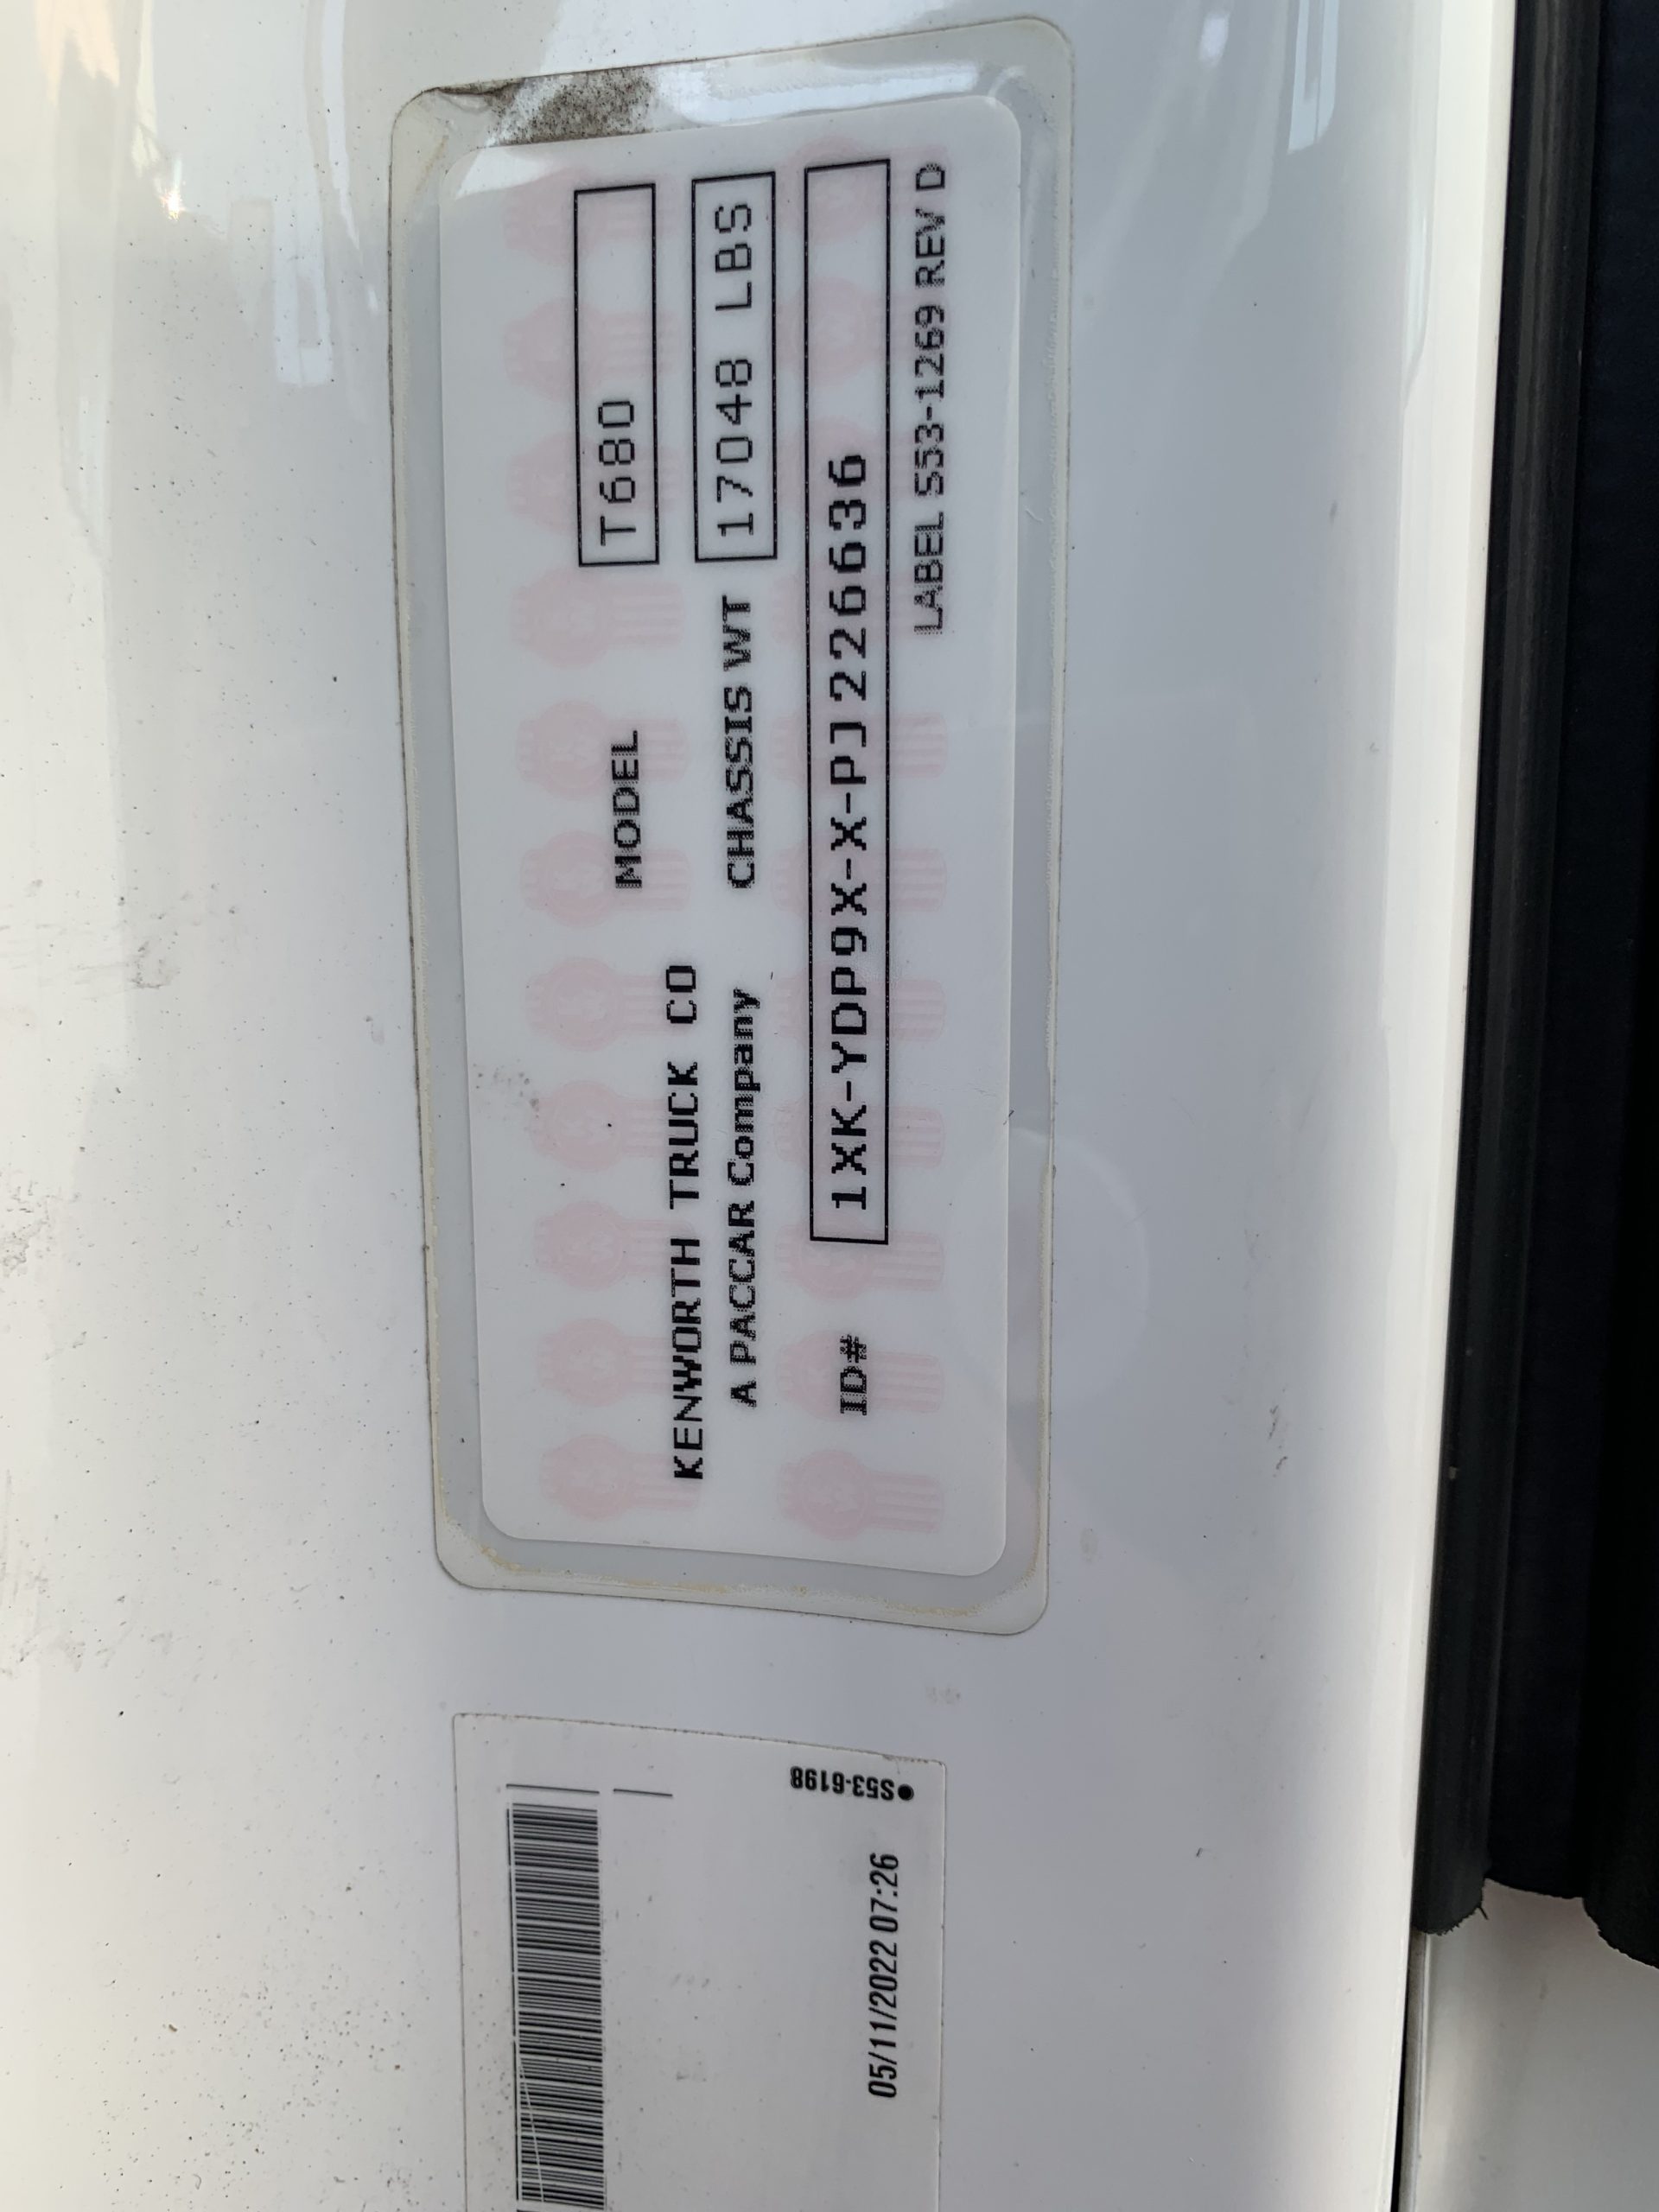 MODEL T680
KENWORTH TRUCK CO
A PACCAR Company CHASSIS WT 17048 LBS
ID# 1XK-YDP9X-X-PJ226636
LABEL S53-1269 REV D
●S53-6198
05/11/2022 07:26